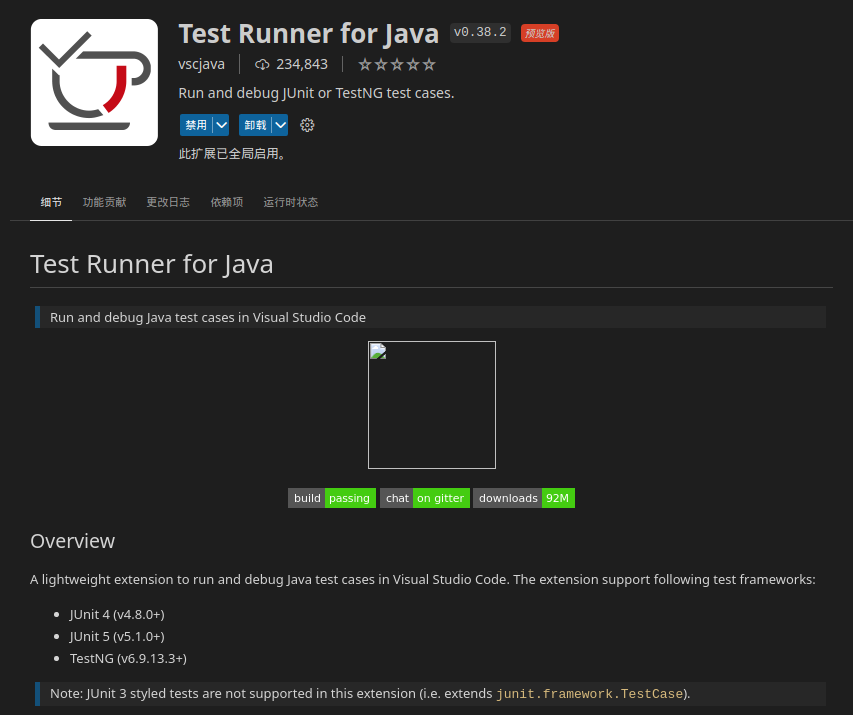 Test Runner for Java v0.38.2 预览版
vscjava 234,843
Run and debug JUnit or TestNG test cases.
禁用 卸载
此扩展已全局启用。
细节 功能贡献 更改日志 依赖项 运行时状态
Test Runner for Java
Run and debug Java test cases in Visual Studio Code
build passing chat on gitter downloads 92M
Overview
A lightweight extension to run and debug Java test cases in Visual Studio Code. The extension support following test frameworks:
JUnit 4 (v4.8.0+)
JUnit 5 (v5.1.0+)
TestNG (v6.9.13.3+)
Note: JUnit 3 styled tests are not supported in this extension (i.e. extends junit.framework.TestCase).